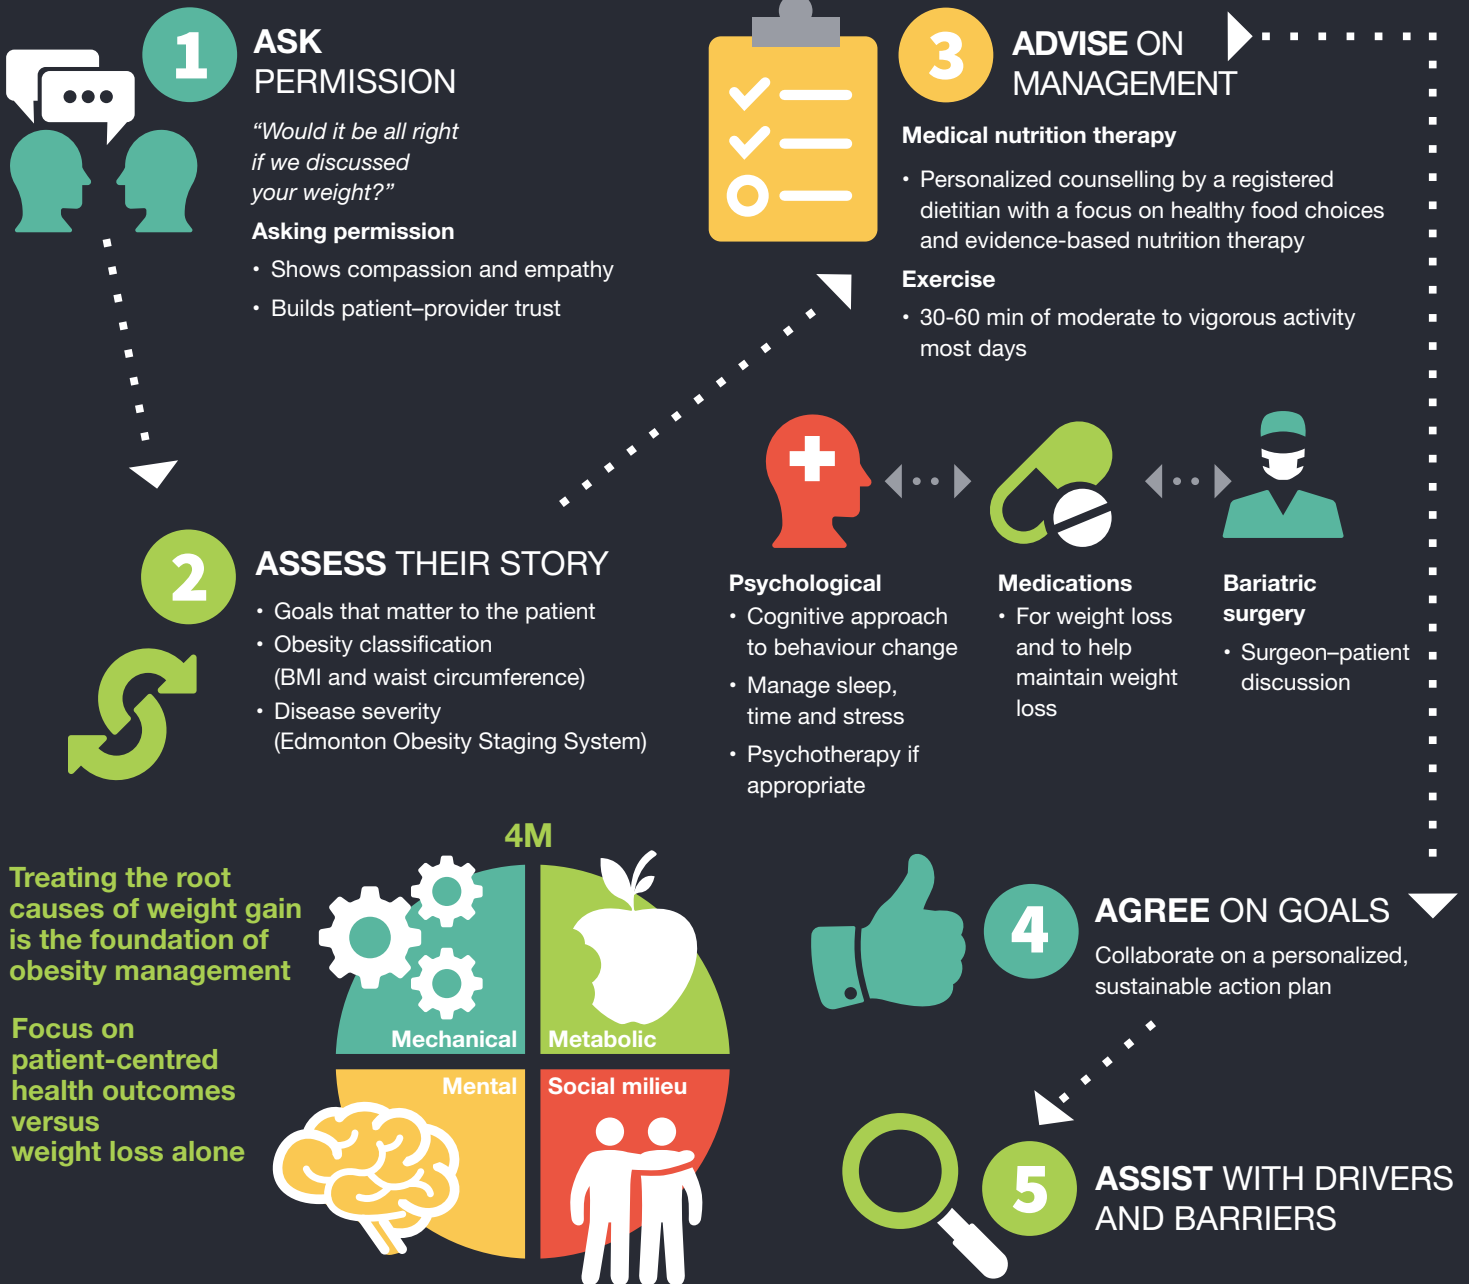 1
ASK
PERMISSION
“Would it be all right
if we discussed
your weight?”
Asking permission
• Shows compassion and empathy
• Builds patient–provider trust
2
ASSESS THEIR STORY
• Goals that matter to the patient
• Obesity classification
(BMI and waist circumference)
• Disease severity
(Edmonton Obesity Staging System)
Treating the root
causes of weight gain
is the foundation of
obesity management
Focus on
patient-centred
health outcomes
versus
weight loss alone
4M
Mechanical
Metabolic
Mental
Social milieu
3
ADVISE ON
MANAGEMENT
Medical nutrition therapy
• Personalized counselling by a registered
dietitian with a focus on healthy food choices
and evidence-based nutrition therapy
Exercise
• 30-60 min of moderate to vigorous activity
most days
Psychological
• Cognitive approach
to behaviour change
• Manage sleep,
time and stress
• Psychotherapy if
appropriate
Medications
• For weight loss
and to help
maintain weight
loss
Bariatric
surgery
• Surgeon–patient
discussion
4
AGREE ON GOALS
Collaborate on a personalized,
sustainable action plan
5
ASSIST WITH DRIVERS
AND BARRIERS